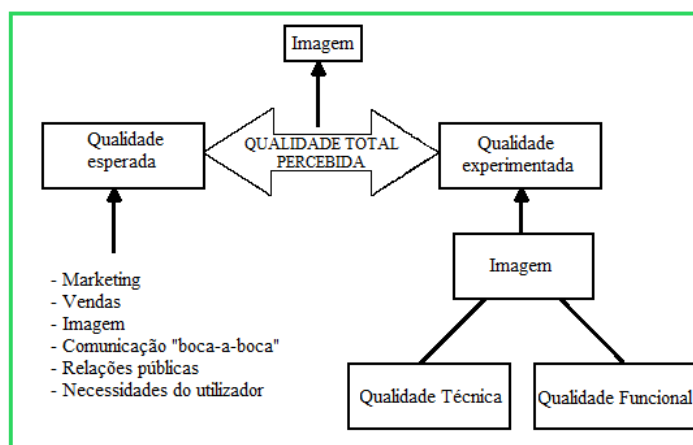 Imagem
Qualidade
esperada
QUALIDADE TOTAL
PERCEBIDA
Qualidade
experimentada
Imagem
- Marketing
- Vendas
- Imagem
- Comunicação "boca-a-boca"
- Relações públicas
- Necessidades do utilizador
Qualidade Técnica
Qualidade Funcional